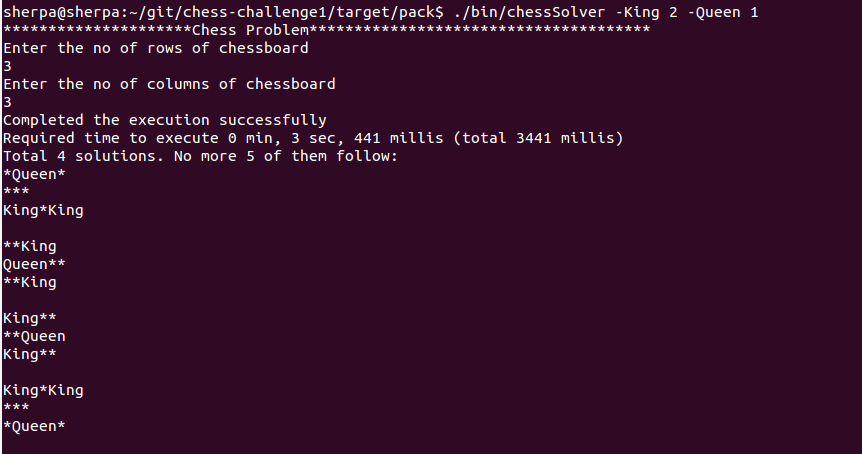 sherpa@sherpa:~/git/chess-challenge1/target/pack$ ./bin/chessSolver -King 2 -Queen 1
*********************Chess Problem**************************************
Enter the no of rows of chessboard
3
Enter the no of columns of chessboard
3
Completed the execution successfully
Required time to execute 0 min, 3 sec, 441 millis (total 3441 millis)
Total 4 solutions. No more 5 of them follow:
*Queen*
***
King*King

**King
Queen**
**King

King**
**Queen
King**

King*King
***
*Queen*